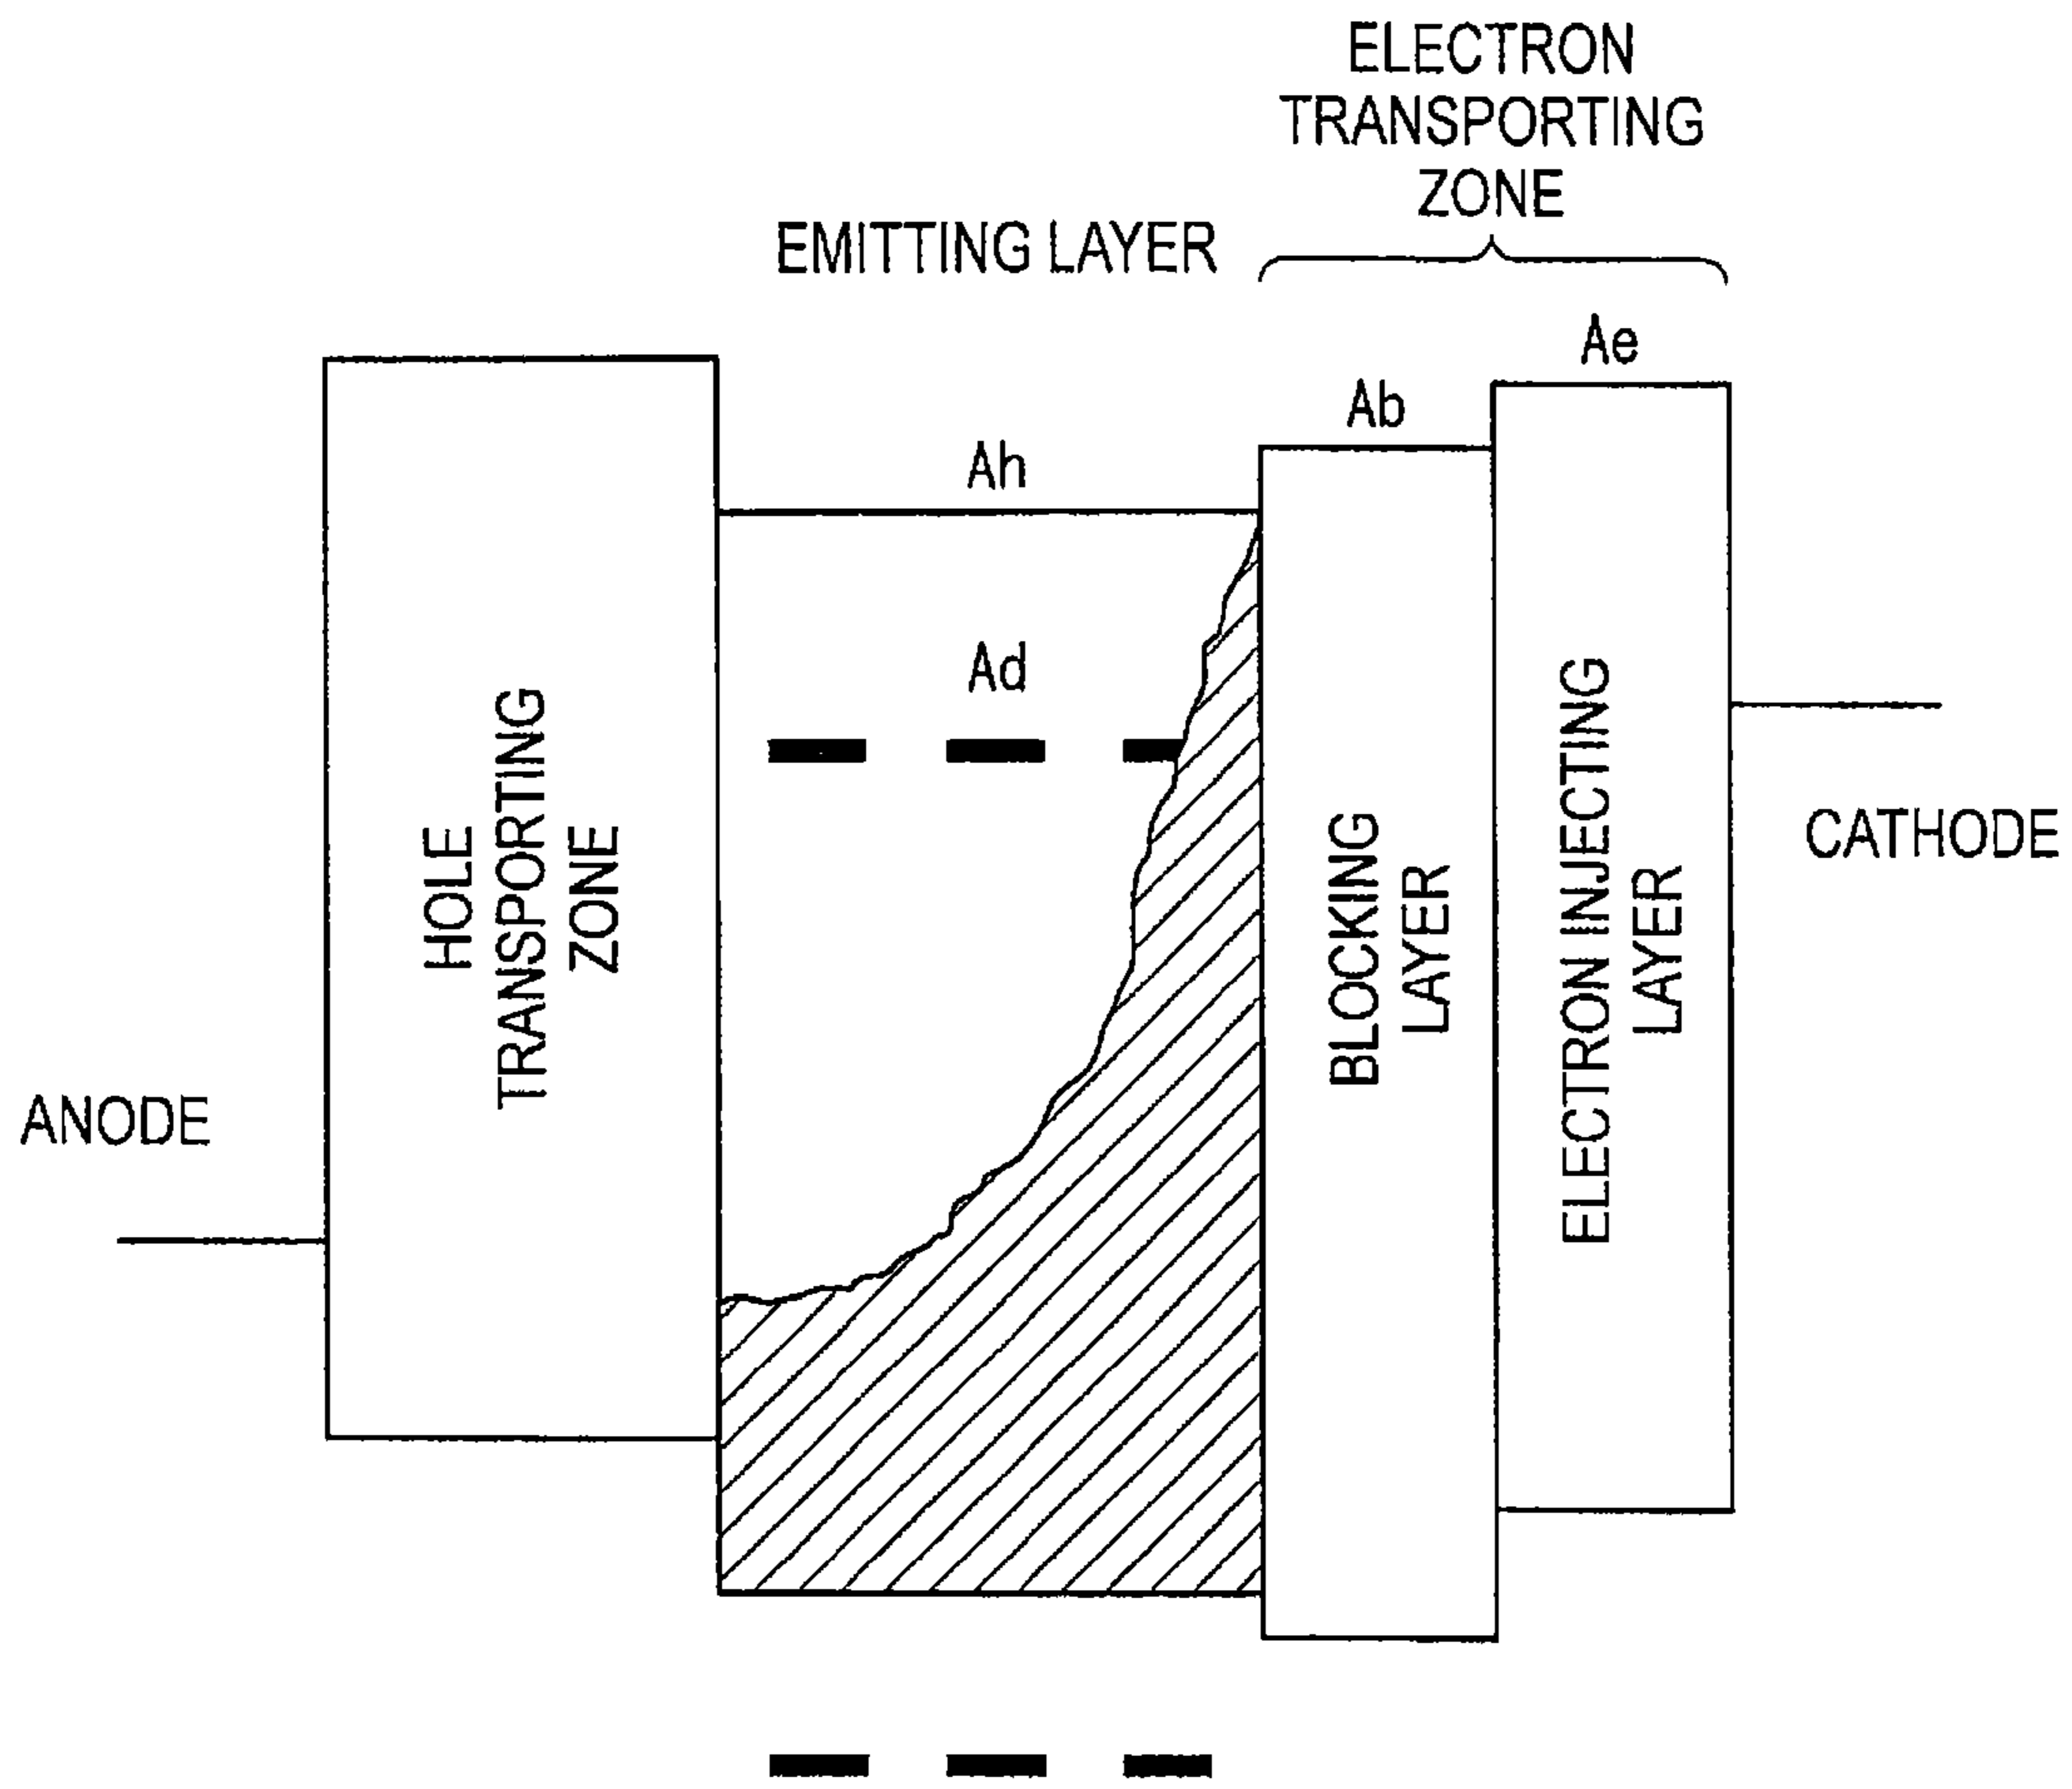 ELECTRON
TRANSPORTING
ZONE
EMITTING LAYER
Ae
Ab
Ah
Ad
HOLE
TRANSPORTING
ZONE
BLOCKING
LAYER
ELECTRON INJECTING
LAYER
CATHODE
ANODE